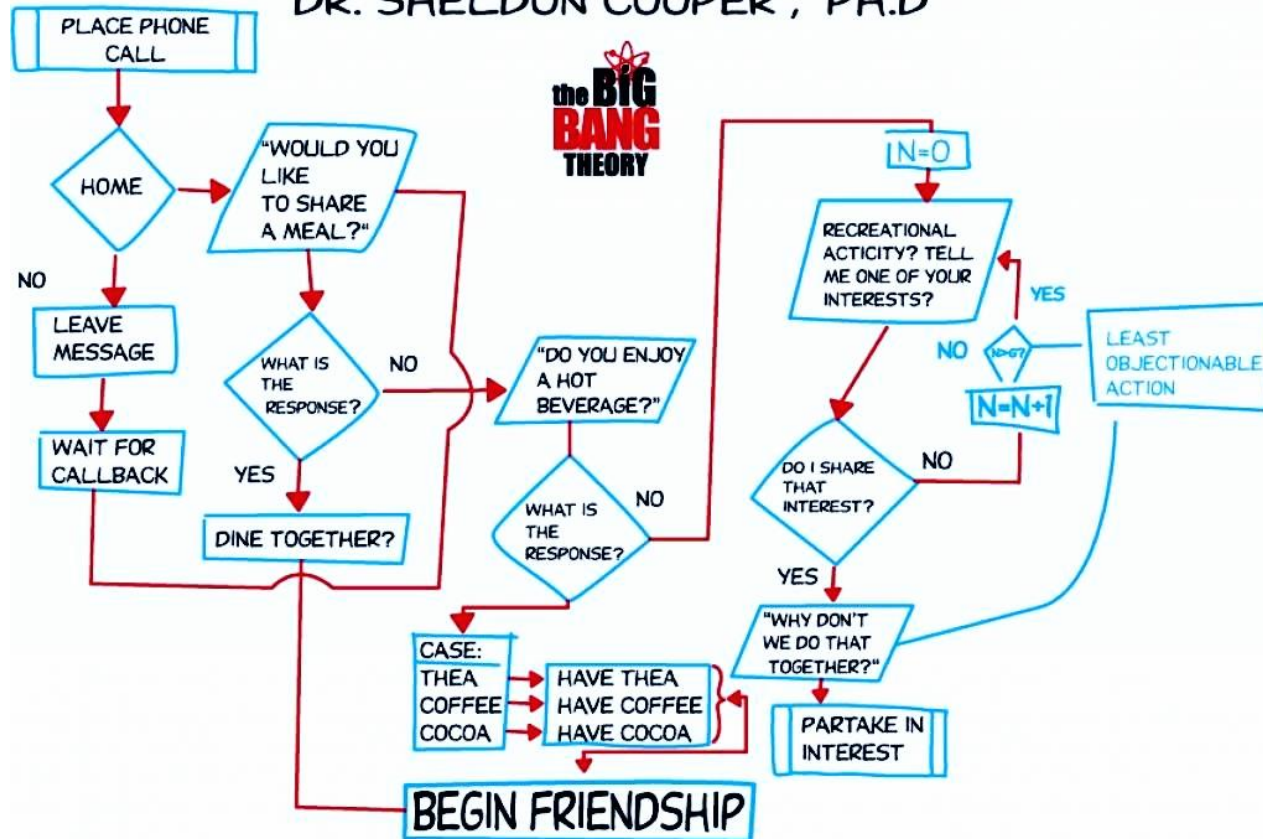 DR. SHELDON COOPER, PH.D
PLACE PHONE
CALL
the BiG
BANG
THEORY
HOME
"WOULD YOU
LIKE
TO SHARE
A MEAL?"
N=0
RECREATIONAL
ACTICITY? TELL
ME ONE OF YOUR
INTERESTS?
NO
LEAVE
MESSAGE
YES
WHAT IS
THE
RESPONSE?
NO
"DO YOU ENJOY
A HOT
BEVERAGE?"
NO
N>6?
LEAST
OBJECTIONABLE
ACTION
N=N+1
WAIT FOR
CALLBACK
YES
DINE TOGETHER?
WHAT IS
THE
RESPONSE?
NO
DO I SHARE
THAT
INTEREST?
NO
YES
"WHY DON'T
WE DO THAT
TOGETHER?"
CASE:
THEA
COFFEE
COCOA
HAVE THEA
HAVE COFFEE
HAVE COCOA
PARTAKE IN
INTEREST
BEGIN FRIENDSHIP